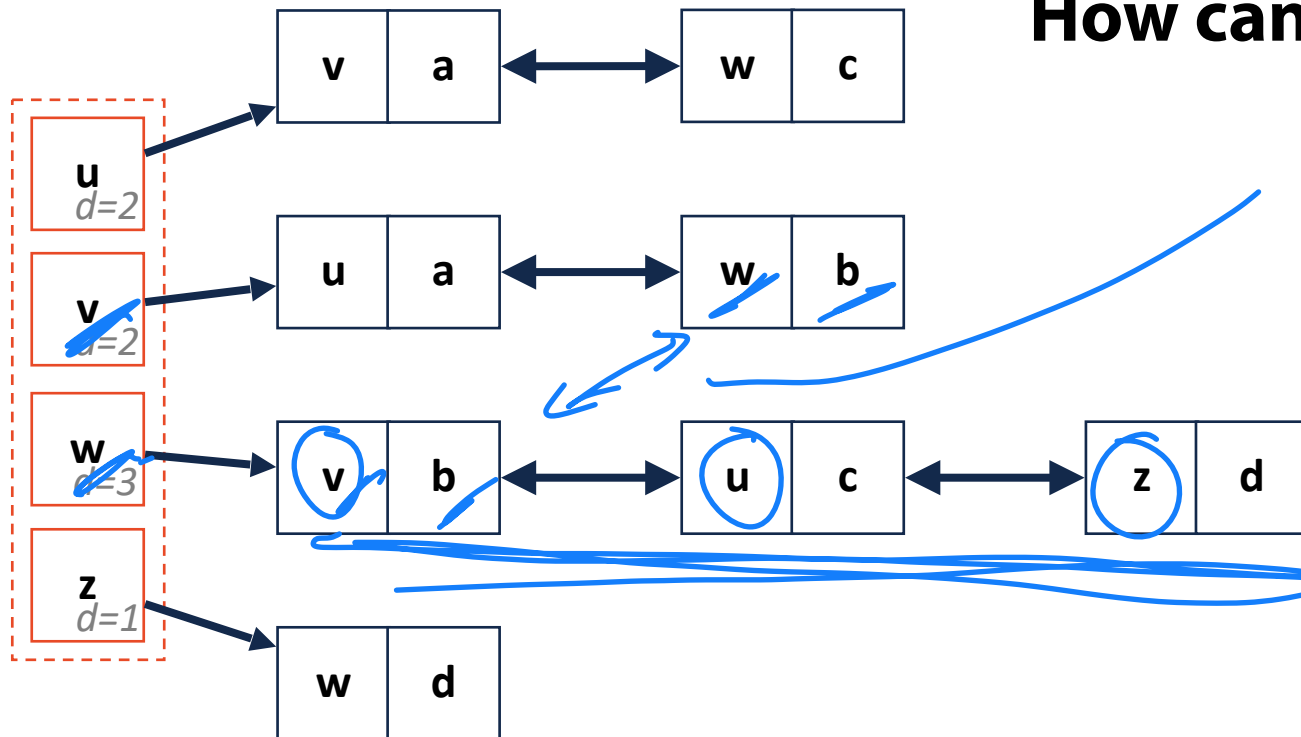 How can
v a w c
u
d=2
u a w b
v
d=2
v b u c z d
w
d=3
z
d=1
w d